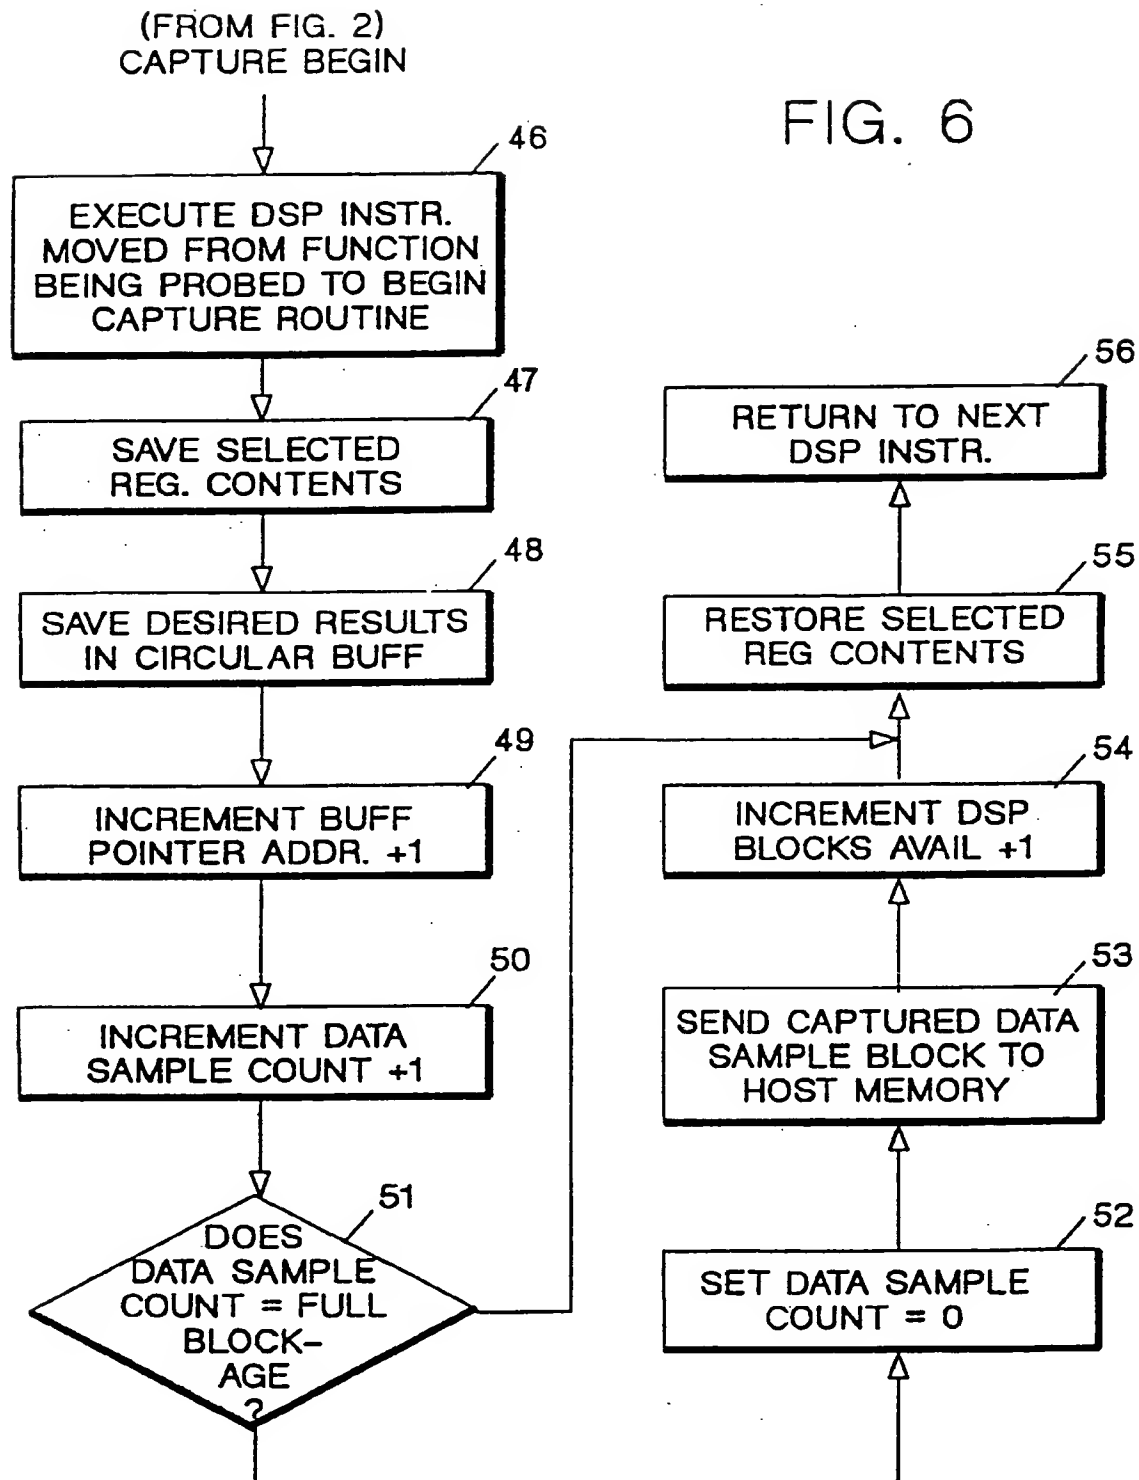 (FROM FIG. 2)
CAPTURE BEGIN
FIG. 6
46
EXECUTE DSP INSTR.
MOVED FROM FUNCTION
BEING PROBED TO BEGIN
CAPTURE ROUTINE
47
SAVE SELECTED
REG. CONTENTS
48
SAVE DESIRED RESULTS
IN CIRCULAR BUFF
49
INCREMENT BUFF
POINTER ADDR. +1
50
INCREMENT DATA
SAMPLE COUNT +1
51
DOES
DATA SAMPLE
COUNT = FULL
BLOCK-
AGE
?
52
SET DATA SAMPLE
COUNT = 0
53
SEND CAPTURED DATA
SAMPLE BLOCK TO
HOST MEMORY
54
INCREMENT DSP
BLOCKS AVAIL +1
55
RESTORE SELECTED
REG CONTENTS
56
RETURN TO NEXT
DSP INSTR.